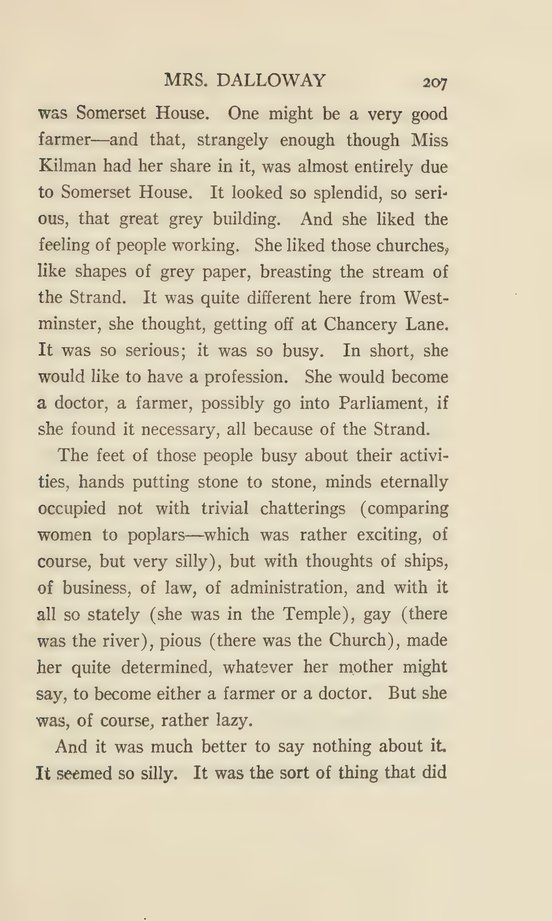 MRS. DALLOWAY 207
was Somerset House. One might be a very good
farmer—and that, strangely enough though Miss
Kilman had her share in it, was almost entirely due
to Somerset House. It looked so splendid, so seri-
ous, that great grey building. And she liked the
feeling of people working. She liked those churches,
like shapes of grey paper, breasting the stream of
the Strand. It was quite different here from West-
minster, she thought, getting off at Chancery Lane.
It was so serious; it was so busy. In short, she
would like to have a profession. She would become
a doctor, a farmer, possibly go into Parliament, if
she found it necessary, all because of the Strand.
The feet of those people busy about their activi-
ties, hands putting stone to stone, minds eternally
occupied not with trivial chatterings (comparing
women to poplars—which was rather exciting, of
course, but very silly), but with thoughts of ships,
of business, of law, of administration, and with it
all so stately (she was in the Temple), gay (there
was the river), pious (there was the Church), made
her quite determined, whatever her mother might
say, to become either a farmer or a doctor. But she
was, of course, rather lazy.
And it was much better to say nothing about it.
It seemed so silly. It was the sort of thing that did